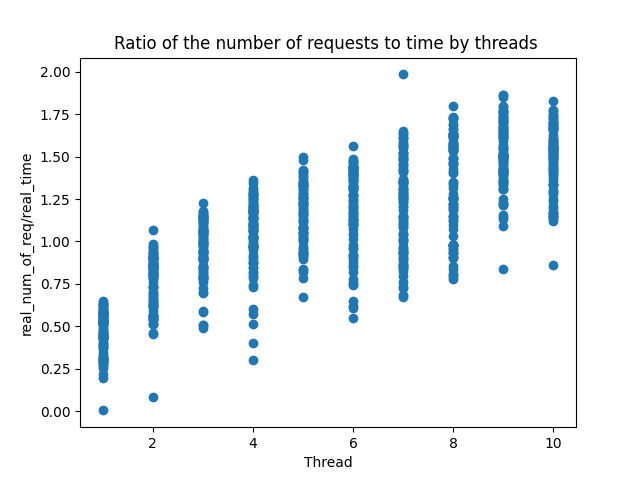 Ratio of the number of requests to time by threads
2.00
1.75
1.50
1.25
1.00
0.75
0.50
0.25
0.00
real_num_of_req/real_time
2 4 6 8 10
Thread